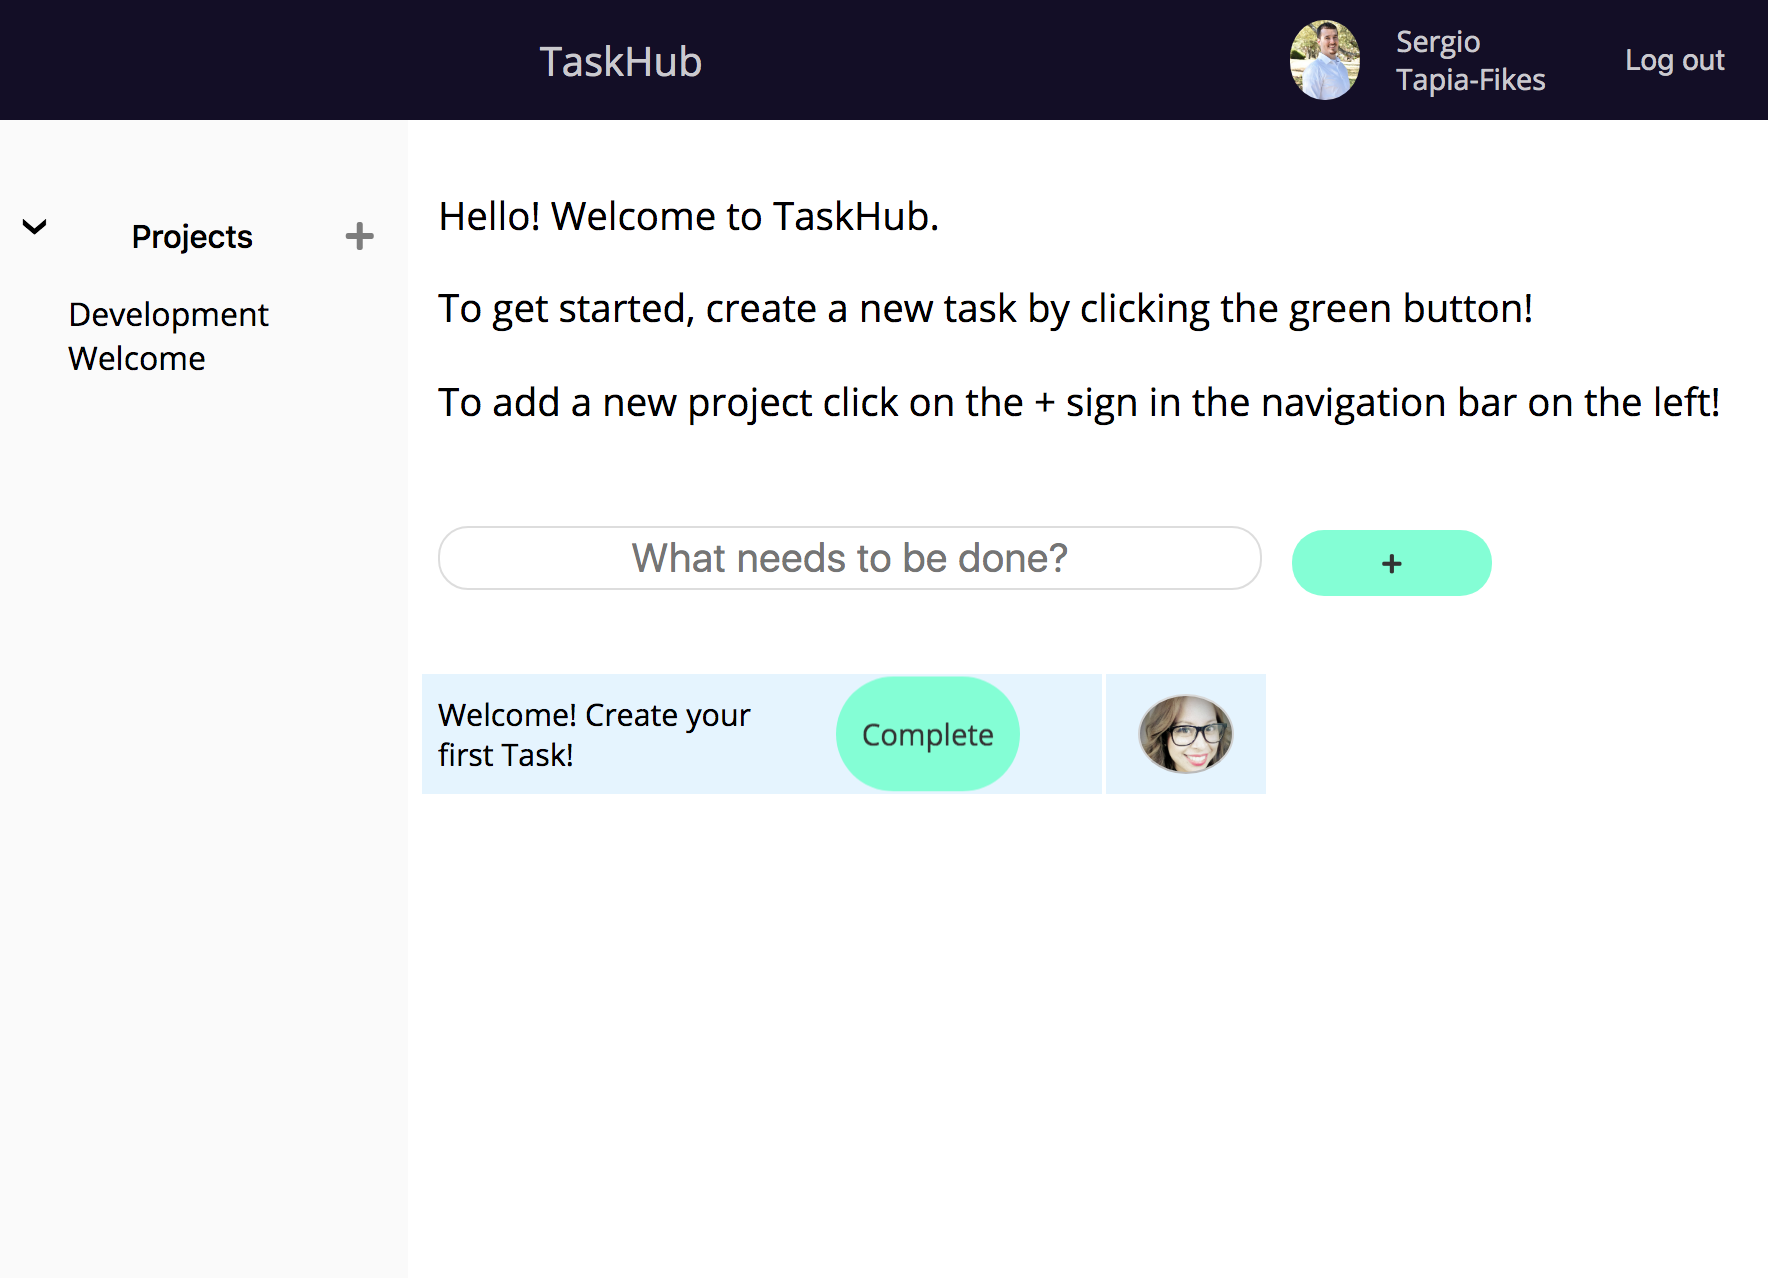 TaskHub
Sergio
Tapia-Fikes
Log out
Projects
+
Development
Welcome
Hello! Welcome to TaskHub.
To get started, create a new task by clicking the green button!
To add a new project click on the + sign in the navigation bar on the left!
What needs to be done?
+
Welcome! Create your
first Task!
Complete